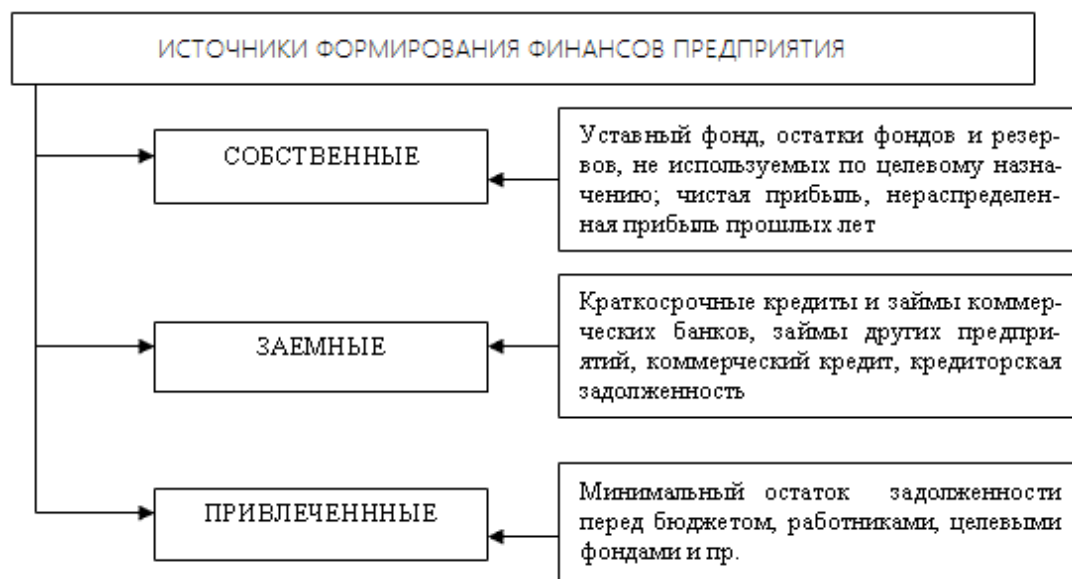 ИСТОЧНИКИ ФОРМИРОВАНИЯ ФИНАНСОВ ПРЕДПРИЯТИЯ
СОБСТВЕННЫЕ
Уставный фонд, остатки фондов и резер-
вов, не используемых по целевому назна-
чению; чистая прибыль, нераспределен-
ная прибыль прошлых лет
ЗАЕМНЫЕ
Краткосрочные кредиты и займы коммер-
ческих банков, займы других предпри-
ятий, коммерческий кредит, кредиторская
задолженность
ПРИВЛЕЧЕНННЫЕ
Минимальный остаток задолженности
перед бюджетом, работниками, целевыми
фондами и пр.